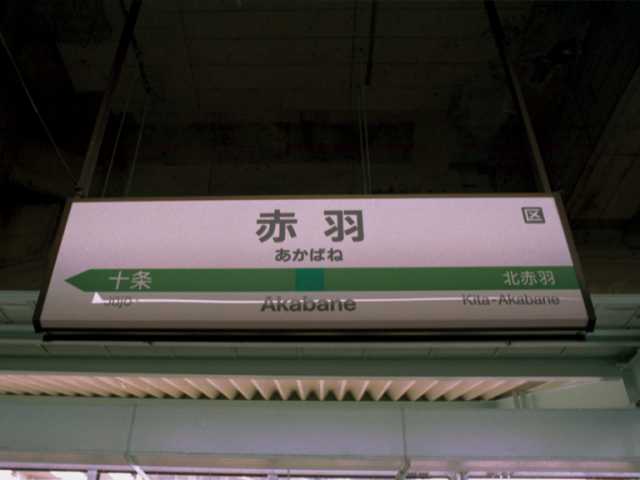 赤羽
区
あかばね
十条
北赤羽
Jūjō
Akabane
Kita-Akabane